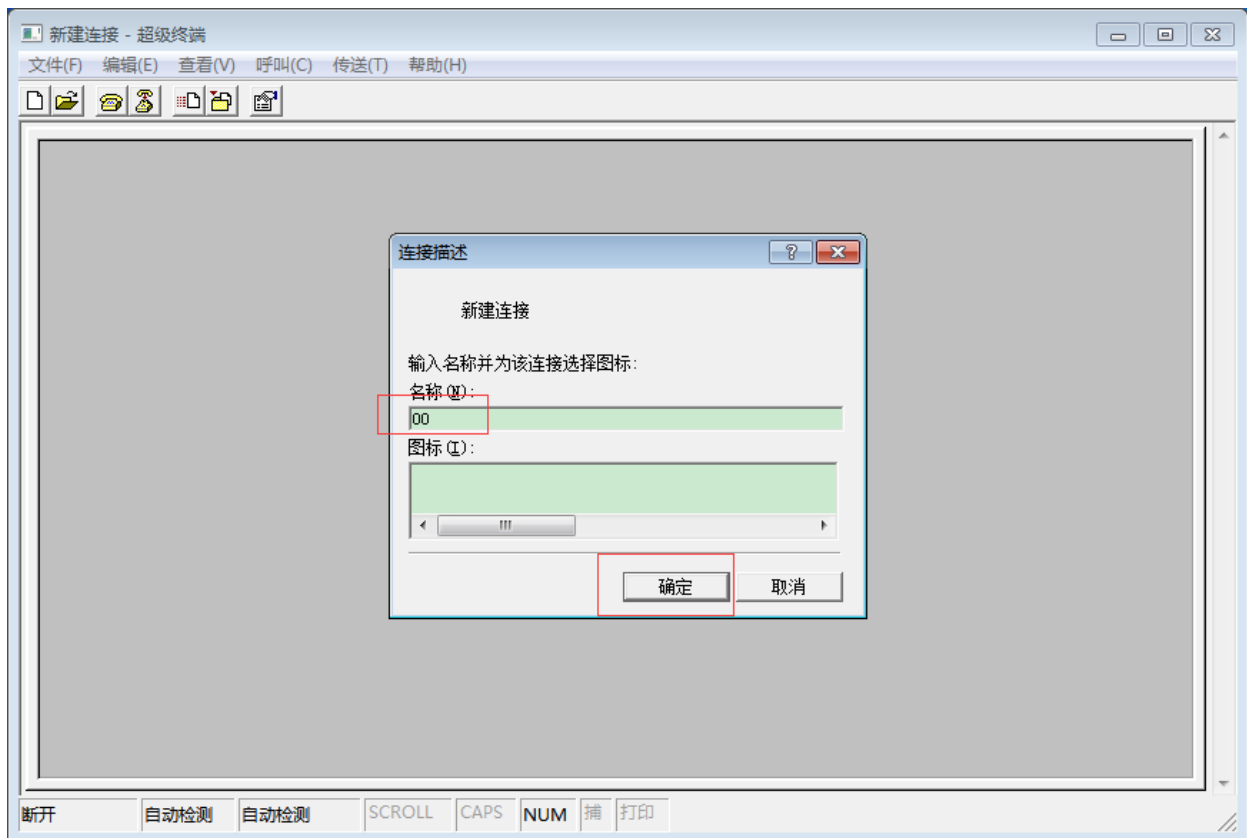 新建连接 - 超级终端
文件(F) 编辑(E) 查看(V) 呼叫(C) 传送(T) 帮助(H)
连接描述
新建连接
输入名称并为该连接选择图标:
名称(N):
00
图标(I):
确定 取消
断开 自动检测 自动检测 SCROLL CAPS NUM 捕 打印